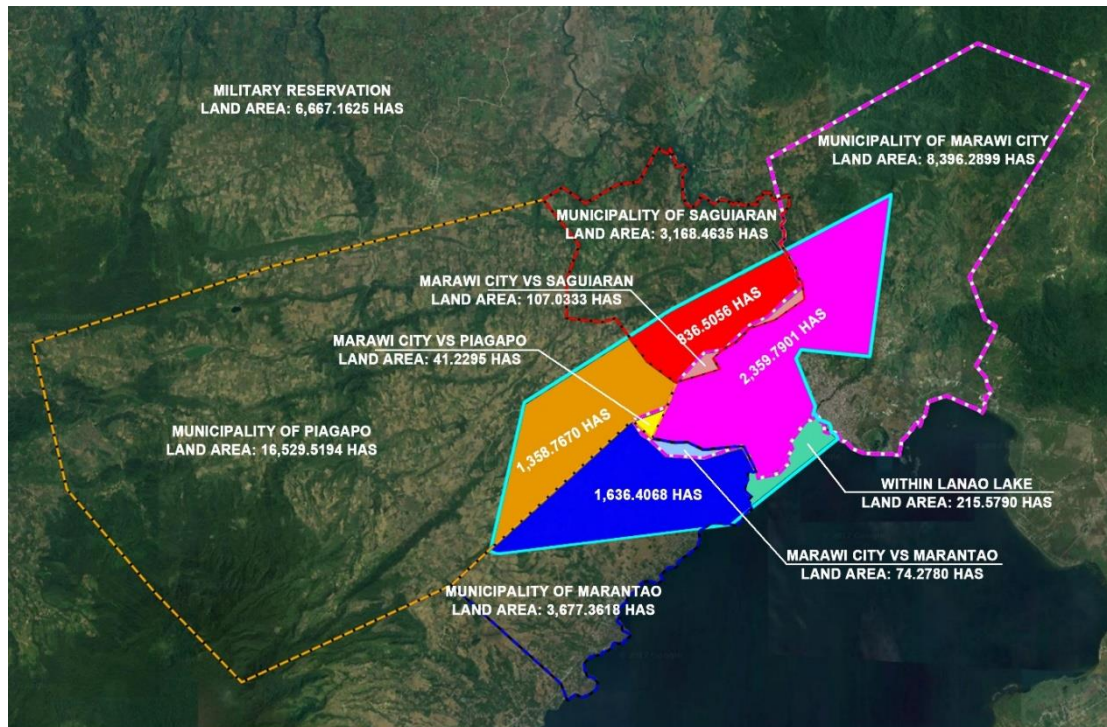 MILITARY RESERVATION
LAND AREA: 6,667.1625 HAS
MUNICIPALITY OF MARAWI CITY
LAND AREA: 8,396.2899 HAS
MUNICIPALITY OF SAGUIARAN
LAND AREA: 3,168.4635 HAS
MARAWI CITY VS SAGUIARAN
LAND AREA: 107.0333 HAS
836.5056 HAS
2,359.7901 HAS
MARAWI CITY VS PIAGAPO
LAND AREA: 41.2295 HAS
MUNICIPALITY OF PIAGAPO
LAND AREA: 16,529.5194 HAS
1,358.7670 HAS
1,636.4068 HAS
WITHIN LANAO LAKE
LAND AREA: 215.5790 HAS
MARAWI CITY VS MARANTAO
LAND AREA: 74.2780 HAS
MUNICIPALITY OF MARANTAO
LAND AREA: 3,677.3618 HAS